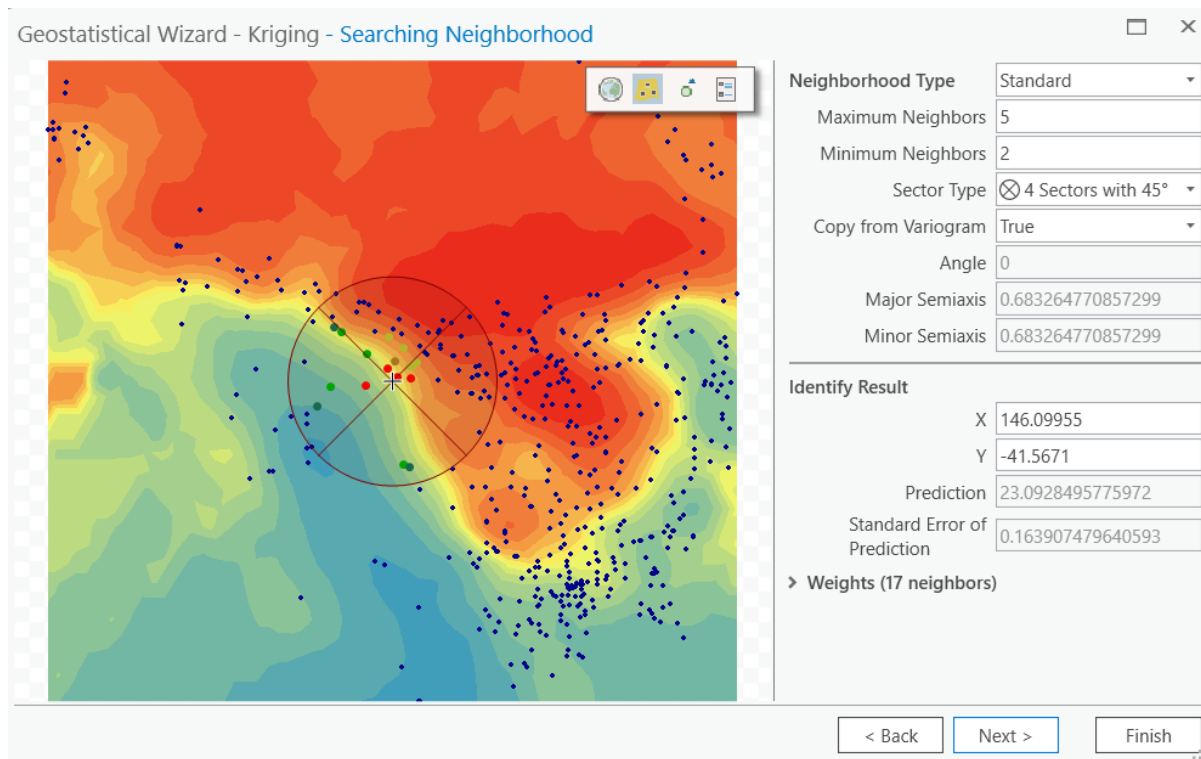 Geostatistical Wizard - Kriging - Searching Neighborhood
Neighborhood Type Standard
Maximum Neighbors 5
Minimum Neighbors 2
Sector Type 4 Sectors with 45°
Copy from Variogram True
Angle 0
Major Semiaxis 0.683264770857299
Minor Semiaxis 0.683264770857299
Identify Result
X 146.09955
Y -41.5671
Prediction 23.0928495775972
Standard Error of
Prediction 0.163907479640593
Weights (17 neighbors)
< Back Next > Finish